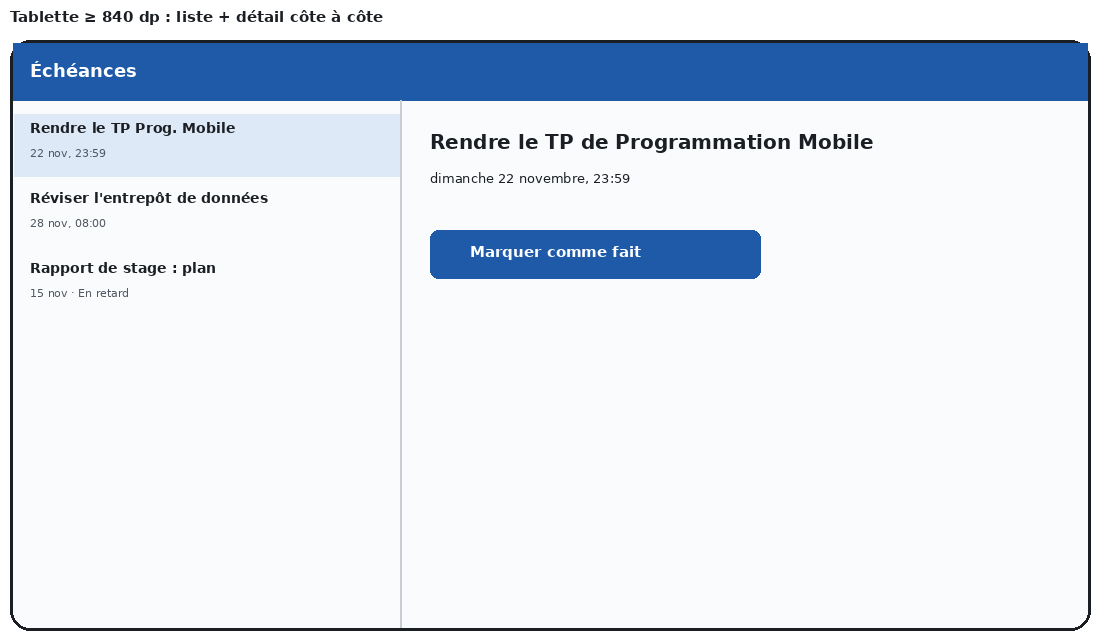 Tablette ≥ 840 dp : liste + détail côte à côte
Échéances
Rendre le TP Prog. Mobile
22 nov, 23:59
Réviser l'entrepôt de données
28 nov, 08:00
Rapport de stage : plan
15 nov · En retard
Rendre le TP de Programmation Mobile
dimanche 22 novembre, 23:59
Marquer comme fait